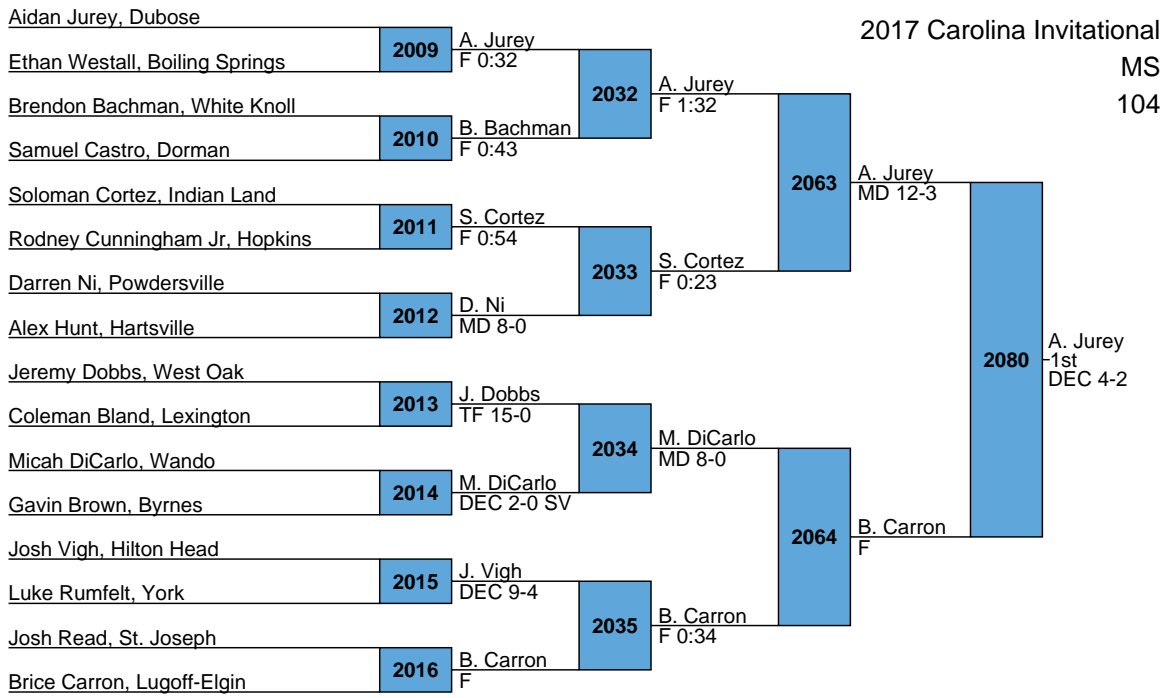 2017 Carolina Invitational
MS
104
Aidan Jurey, Dubose
Ethan Westall, Boiling Springs
Brendon Bachman, White Knoll
Samuel Castro, Dorman
Soloman Cortez, Indian Land
Rodney Cunningham Jr, Hopkins
Darren Ni, Powdersville
Alex Hunt, Hartsville
Jeremy Dobbs, West Oak
Coleman Bland, Lexington
Micah DiCarlo, Wando
Gavin Brown, Byrnes
Josh Vigh, Hilton Head
Luke Rumfelt, York
Josh Read, St. Joseph
Brice Carron, Lugoff-Elgin
2009
2010
2011
2012
2013
2014
2015
2016
A. Jurey
F 0:32
B. Bachman
F 0:43
S. Cortez
F 0:54
D. Ni
MD 8-0
J. Dobbs
TF 15-0
M. DiCarlo
DEC 2-0 SV
J. Vigh
DEC 9-4
B. Carron
F
2032
2033
2034
2035
A. Jurey
F 1:32
S. Cortez
F 0:23
M. DiCarlo
MD 8-0
B. Carron
F 0:34
2063
2064
A. Jurey
MD 12-3
B. Carron
F
2080
A. Jurey
1st
DEC 4-2